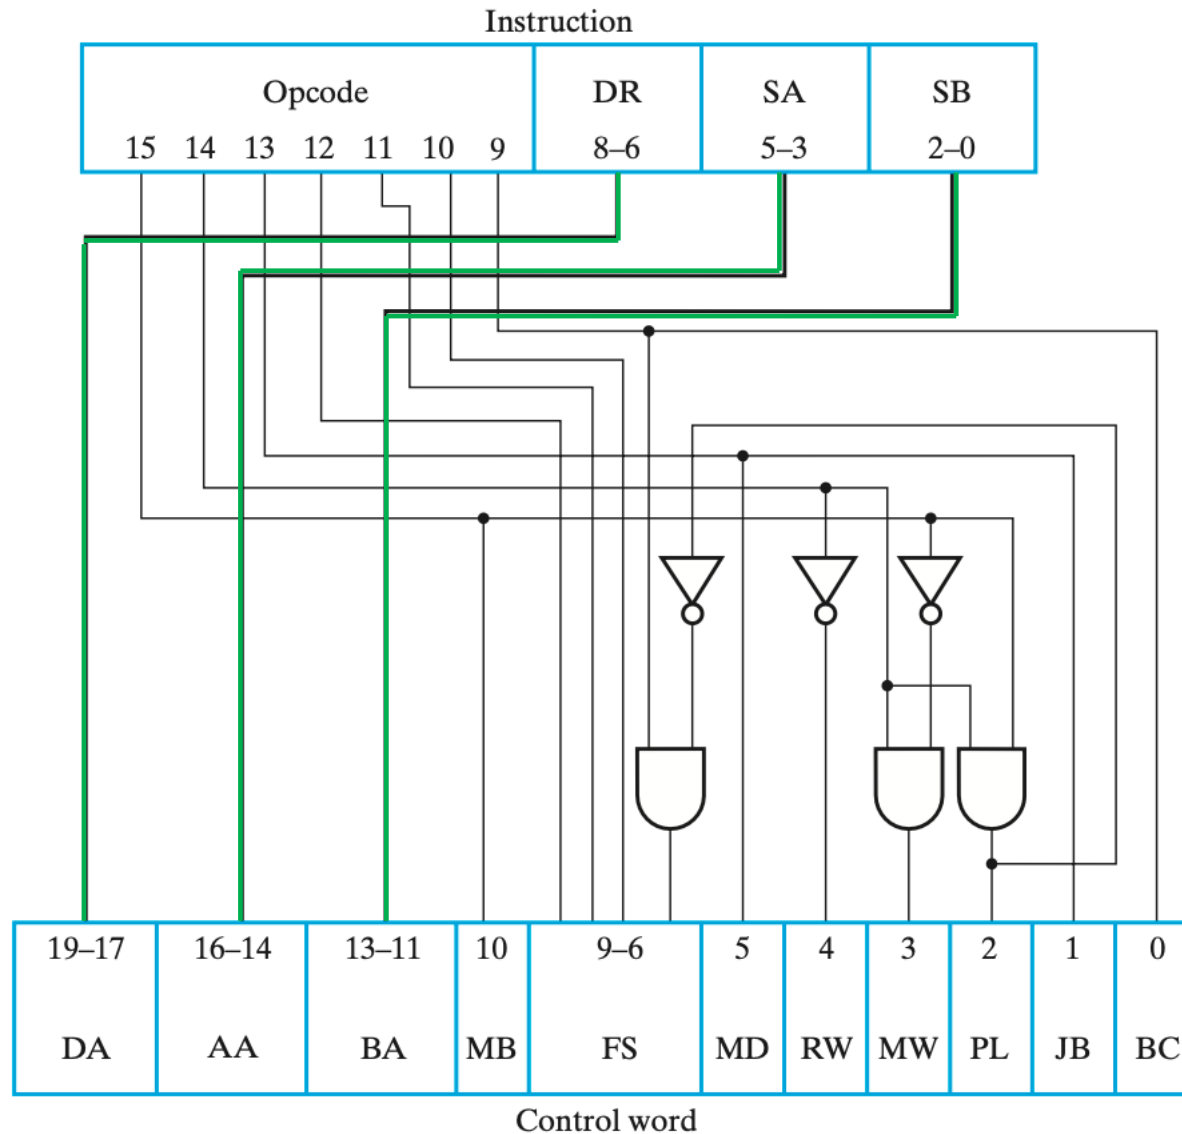 Instruction
Opcode DR SA SB
15 14 13 12 11 10 9 8–6 5–3 2–0
19–17 16–14 13–11 10 9–6 5 4 3 2 1 0
DA AA BA MB FS MD RW MW PL JB BC
Control word